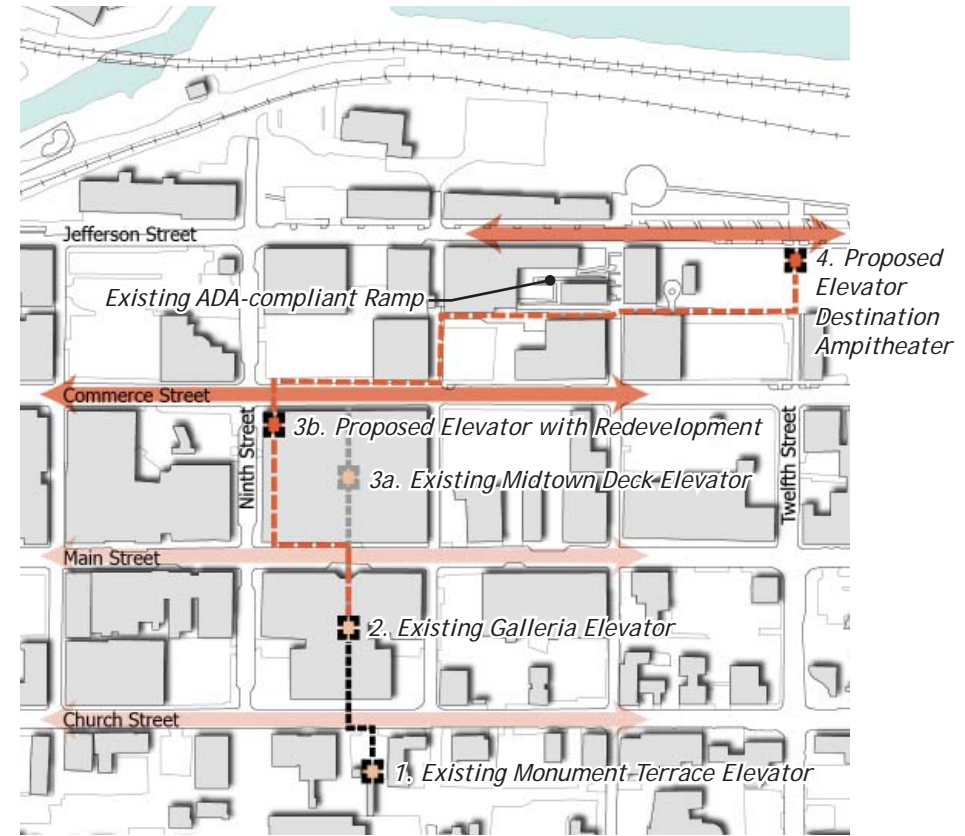 Jefferson Street
4. Proposed
Elevator
Destination
Ampitheater
Existing ADA-compliant Ramp
Commerce Street
Ninth Street
3b. Proposed Elevator with Redevelopment
3a. Existing Midtown Deck Elevator
Twelfth Street
Main Street
2. Existing Galleria Elevator
Church Street
1. Existing Monument Terrace Elevator